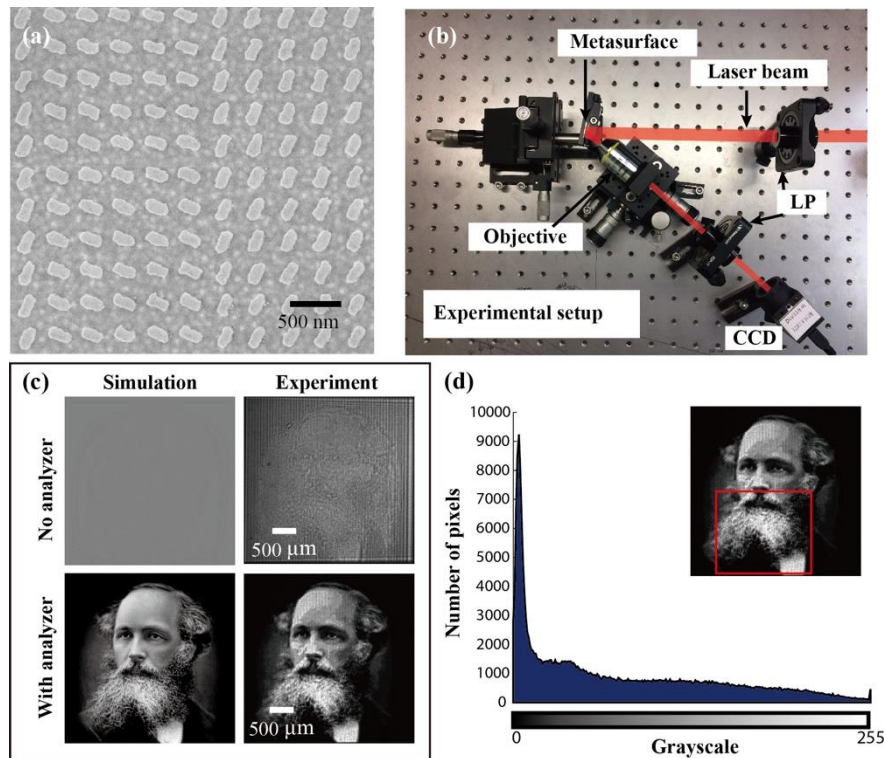 (a)
500 nm
(b)
Metasurface
Laser beam
LP
Objective
Experimental setup
CCD
(c)
Simulation
Experiment
No analyzer
500 µm
With analyzer
500 µm
(d)
Number of pixels
10000
9000
8000
7000
6000
5000
4000
3000
2000
1000
0
0
255
Grayscale